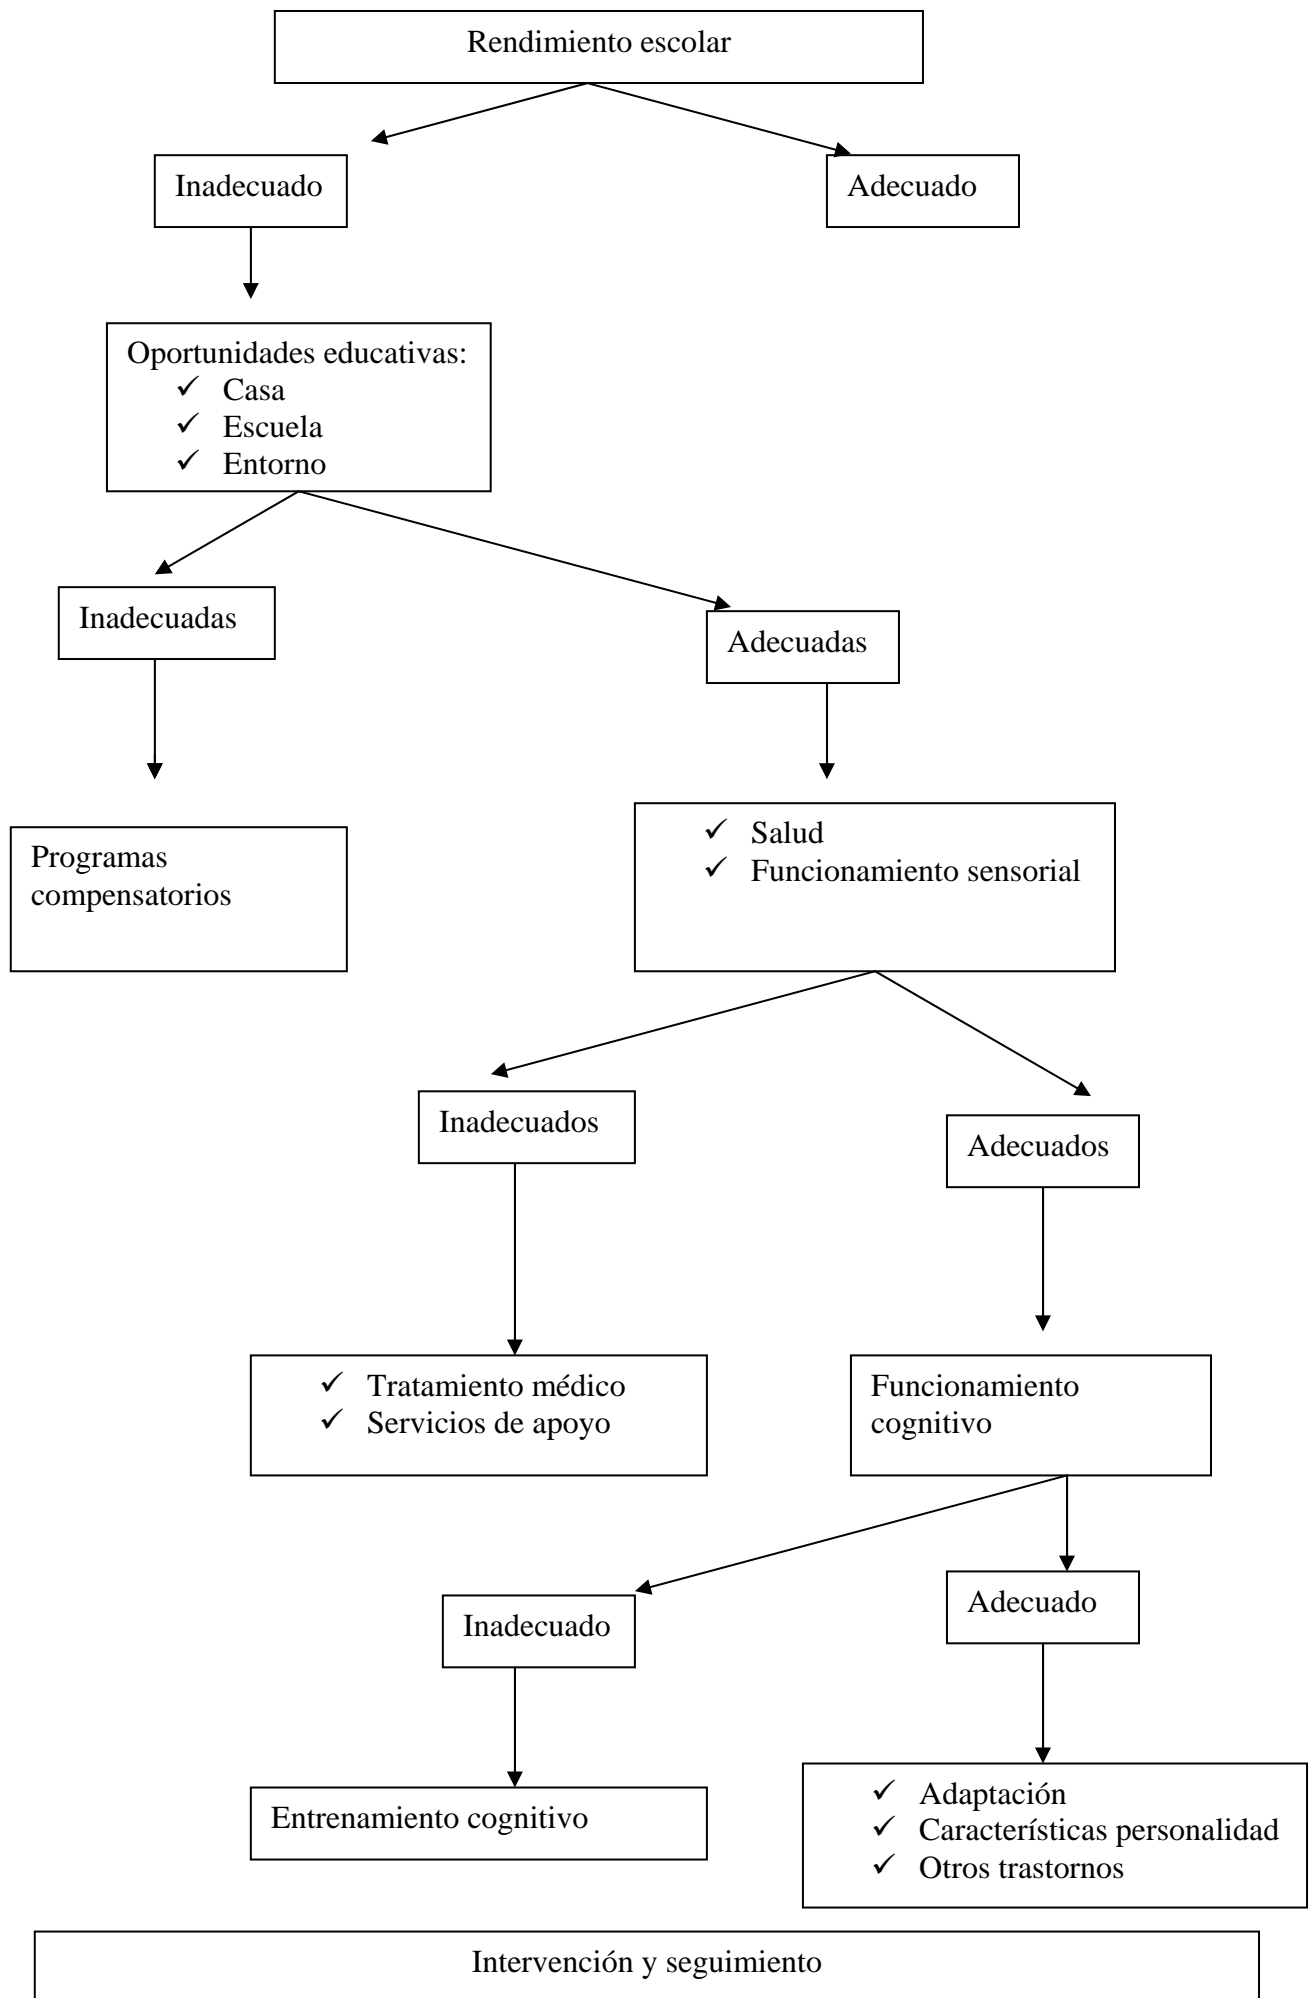 Rendimiento escolar
Inadecuado
Adecuado
Oportunidades educativas:
✓ Casa
✓ Escuela
✓ Entorno
Inadecuadas
Adecuadas
Programas
compensatorios
✓ Salud
✓ Funcionamiento sensorial
Inadecuados
Adecuados
✓ Tratamiento médico
✓ Servicios de apoyo
Funcionamiento
cognitivo
Inadecuado
Adecuado
Entrenamiento cognitivo
✓ Adaptación
✓ Características personalidad
✓ Otros trastornos
Intervención y seguimiento